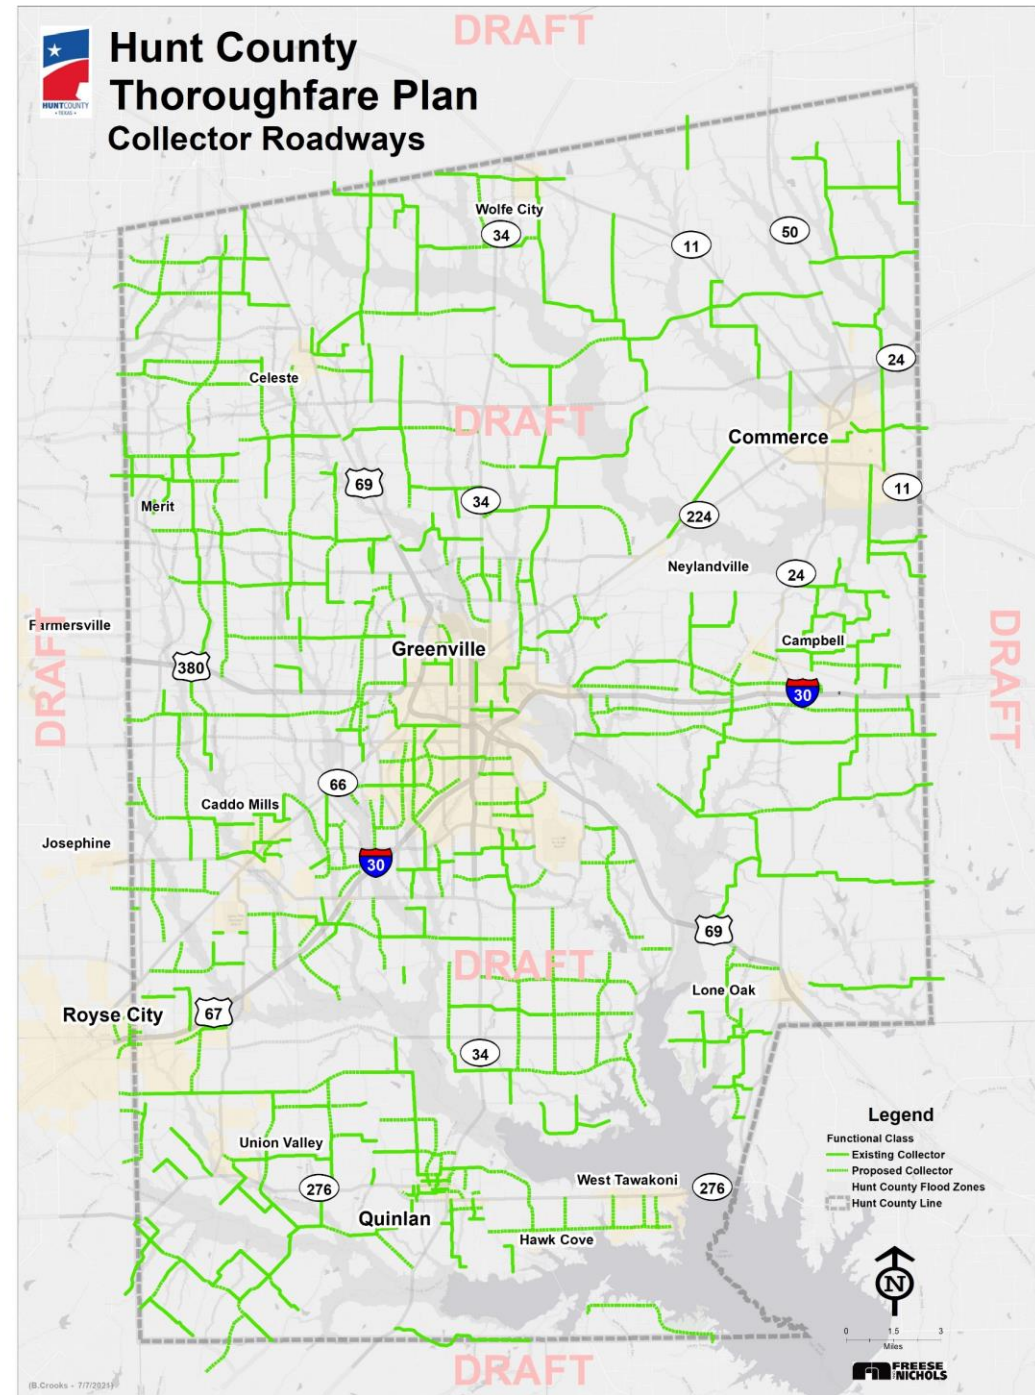 DRAFT
Hunt County
Thoroughfare Plan
Collector Roadways
HUNT COUNTY
TEXAS
Wolfe City
34
11
50
24
Celeste
DRAFT
Commerce
69
34
11
Merit
224
Neylandville
24
Farmersville
DRAFT
Campbell
DRAFT
Greenville
380
30
66
Caddo Mills
Josephine
30
69
DRAFT
Lone Oak
Royse City
67
34
Legend
Functional Class
Existing Collector
Proposed Collector
Hunt County Flood Zones
Hunt County Line
Union Valley
276
West Tawakoni
276
Quinlan
Hawk Cove
N
0 1.5 3
Miles
FREESE
NICHOLS
DRAFT
(B.Crooks - 7/7/2021)